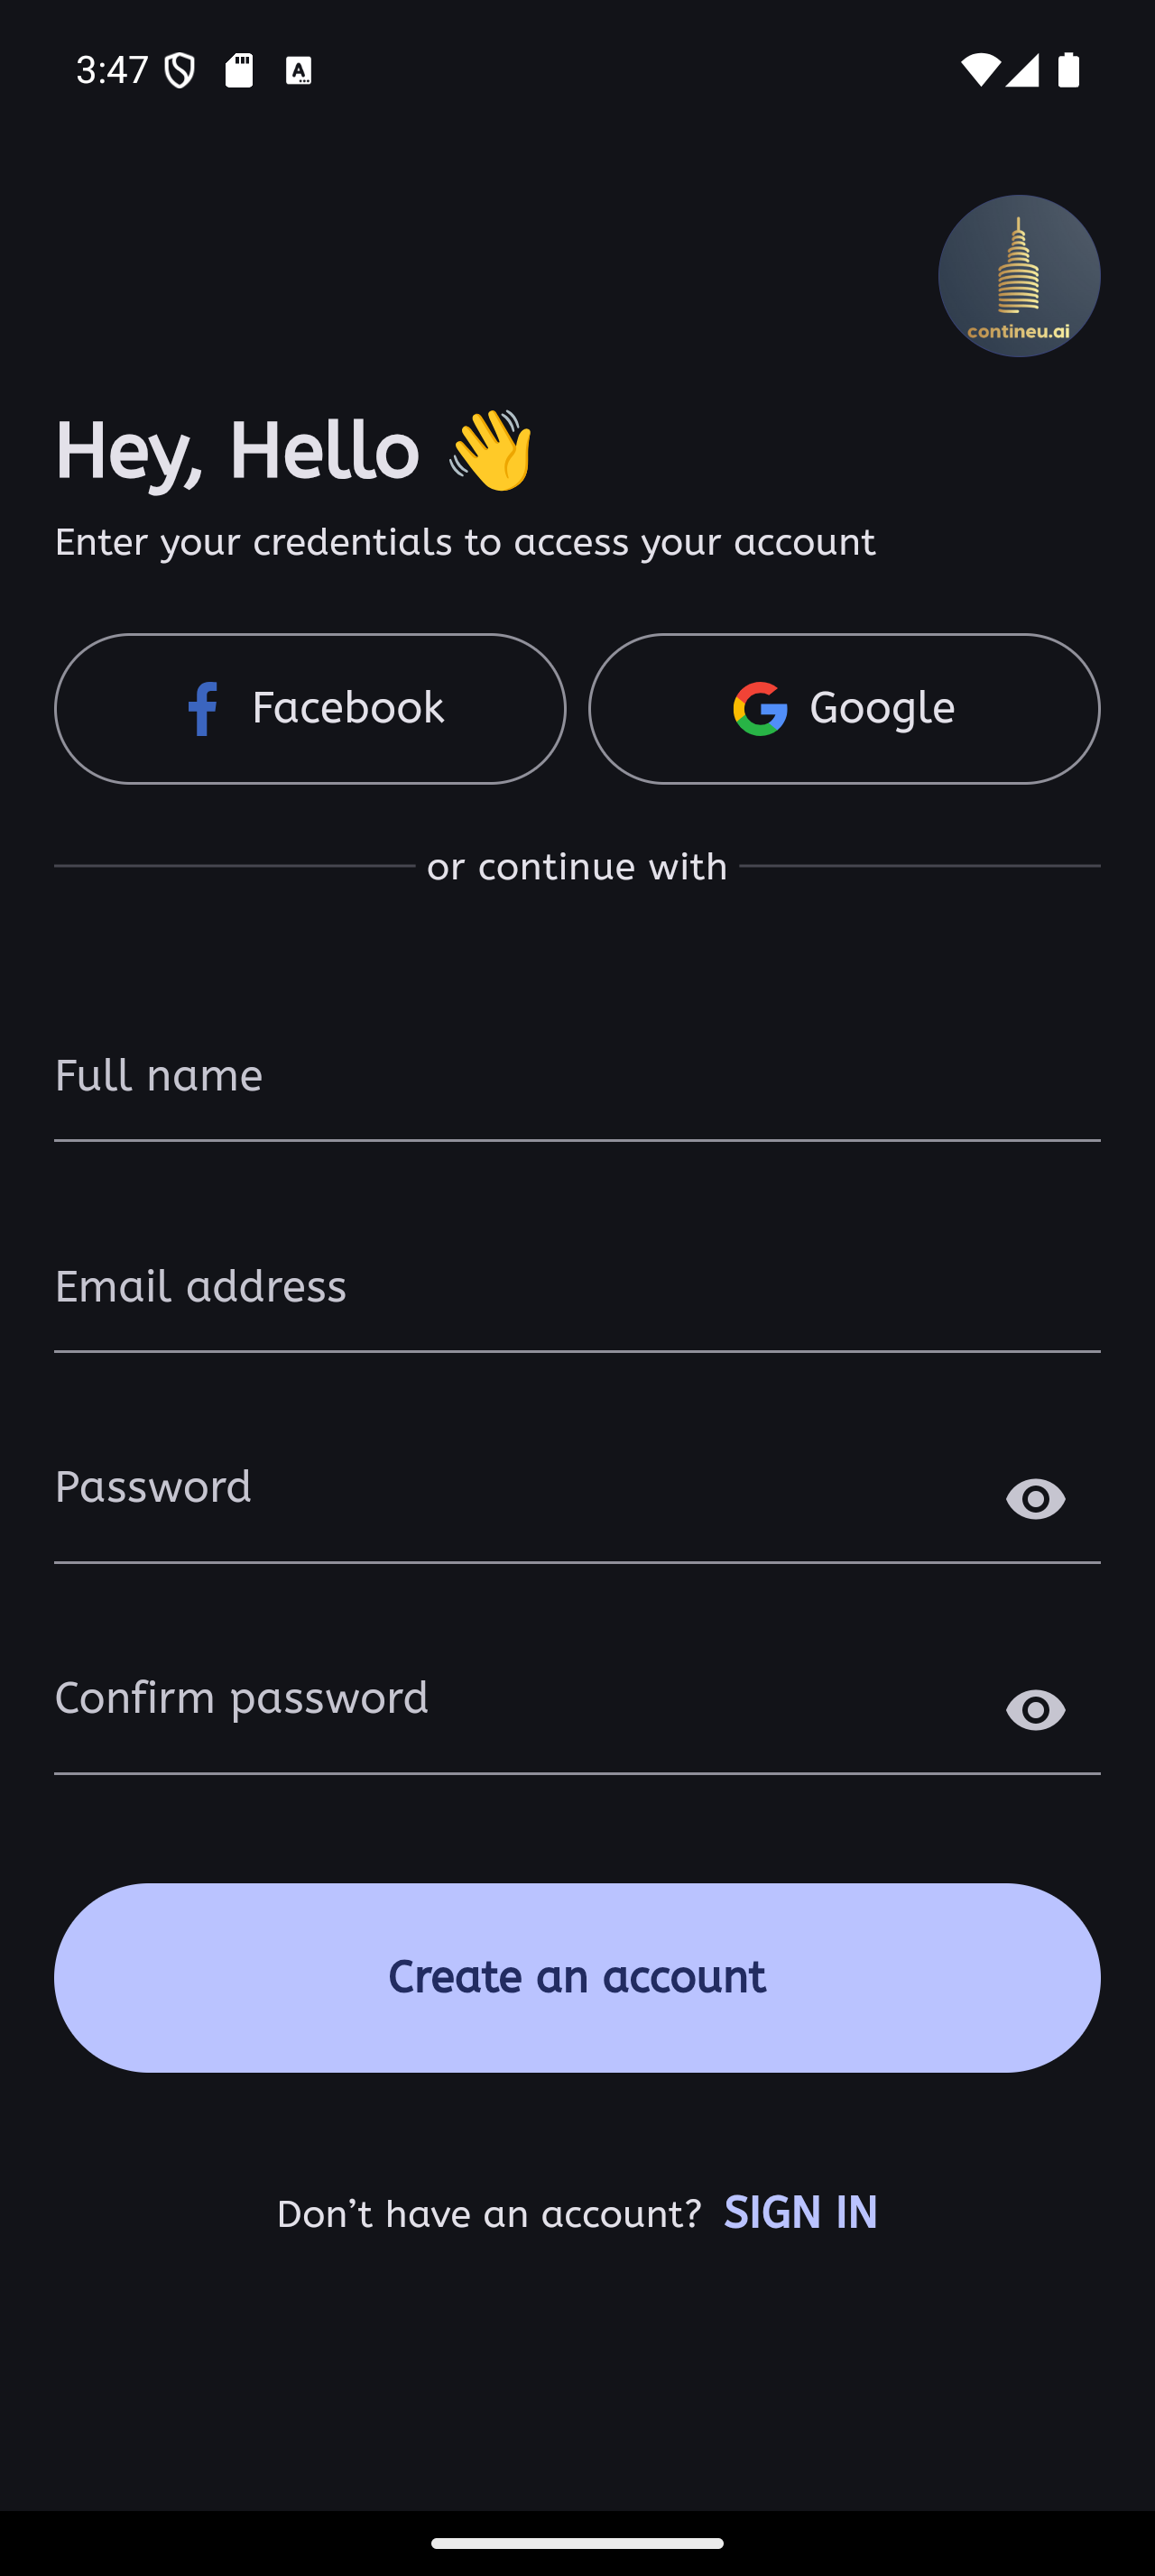 3:47
contineu.ai
Hey, Hello 👋
Enter your credentials to access your account
Facebook
Google
or continue with
Full name
Email address
Password
Confirm password
Create an account
Don’t have an account? SIGN IN